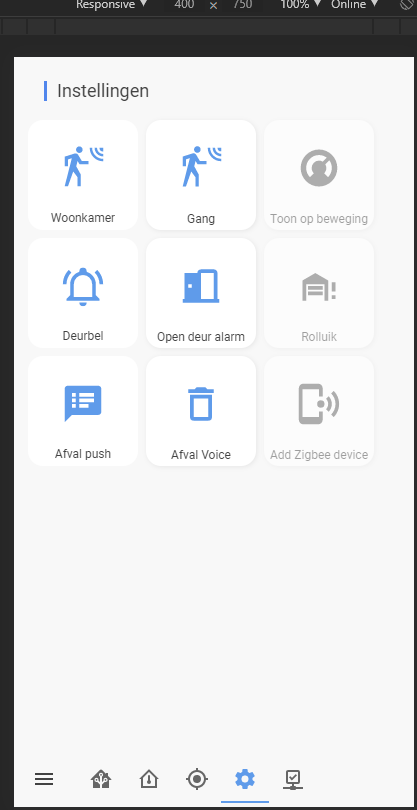 Responsive ▼ 400 × 750 100% ▼ Online ▼
Instellingen
Woonkamer Gang Toon op beweging
Deurbel Open deur alarm Rolluik
Afval push Afval Voice Add Zigbee device